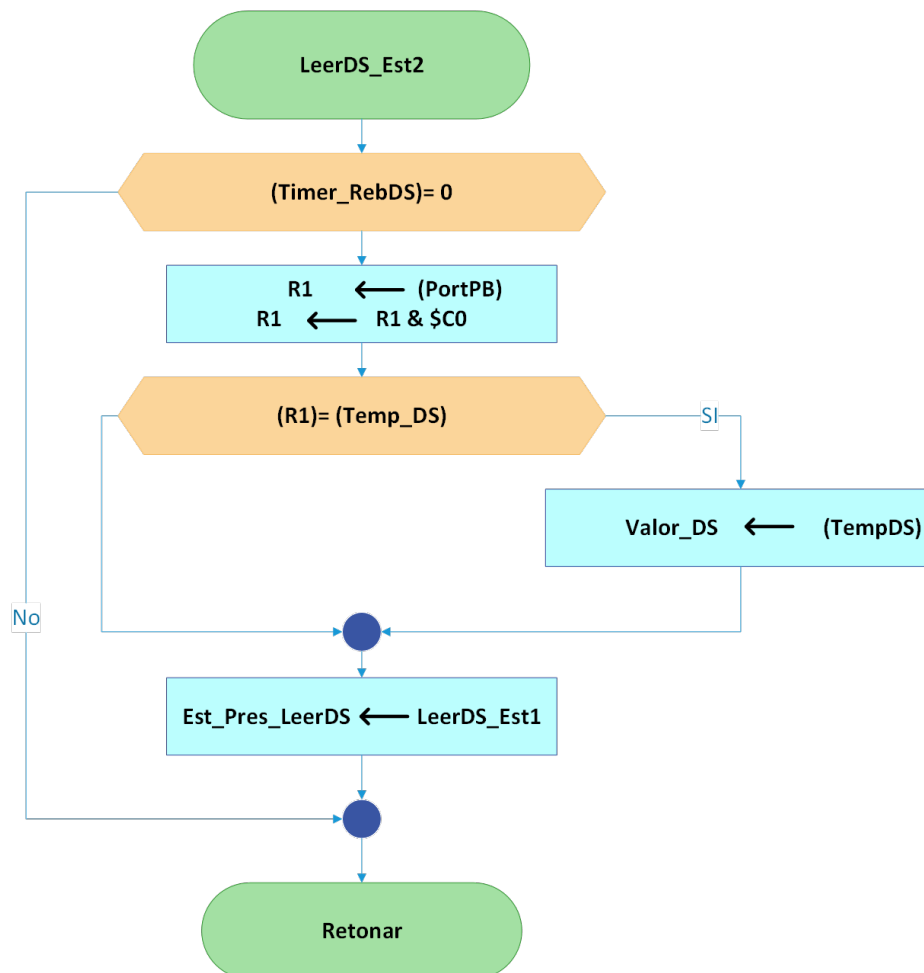 LeerDS_Est2
(Timer_RebDS)= 0
R1 ← (PortPB)
R1 ← R1 & $C0
(R1)= (Temp_DS)
SI
Valor_DS ← (TempDS)
No
Est_Pres_LeerDS ← LeerDS_Est1
Retonar